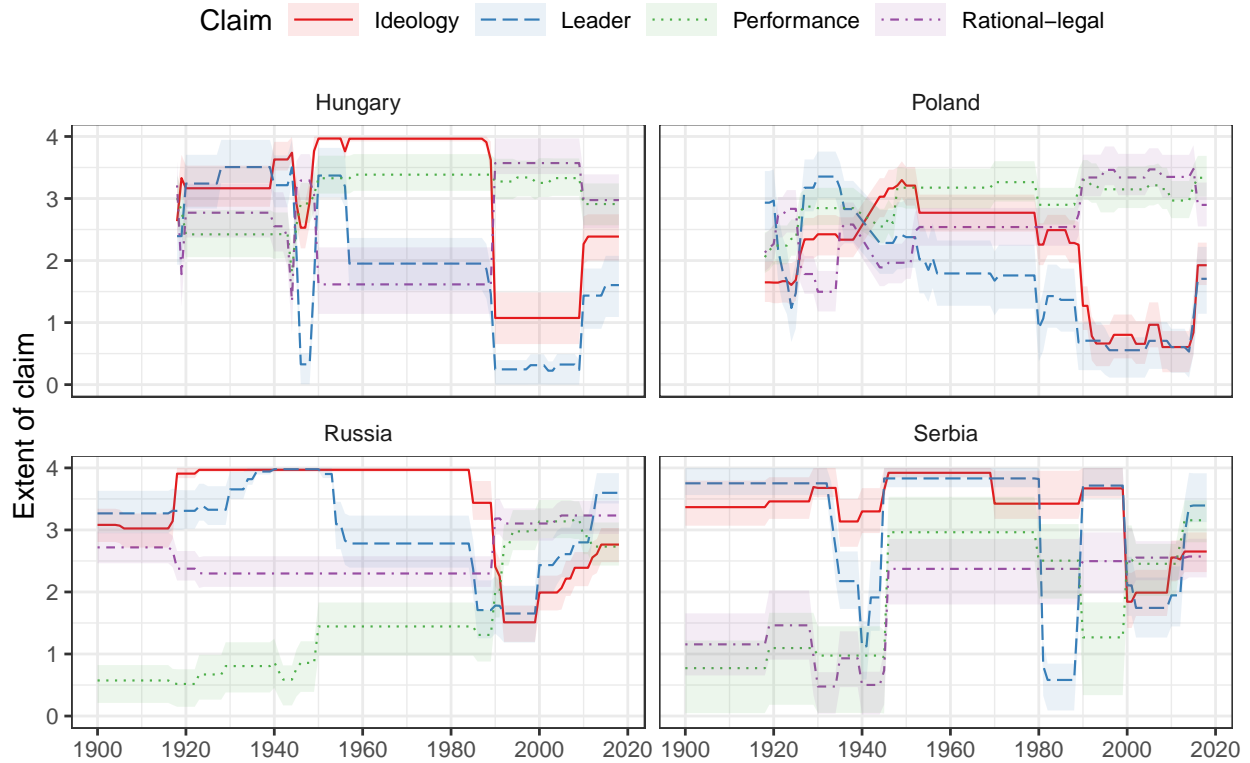 Claim Ideology Leader Performance Rational−legal
Hungary Poland
4
3
2
1
0
Russia Serbia
4
3
2
1
0
Extent of claim
1900 1920 1940 1960 1980 2000 2020 1900 1920 1940 1960 1980 2000 2020